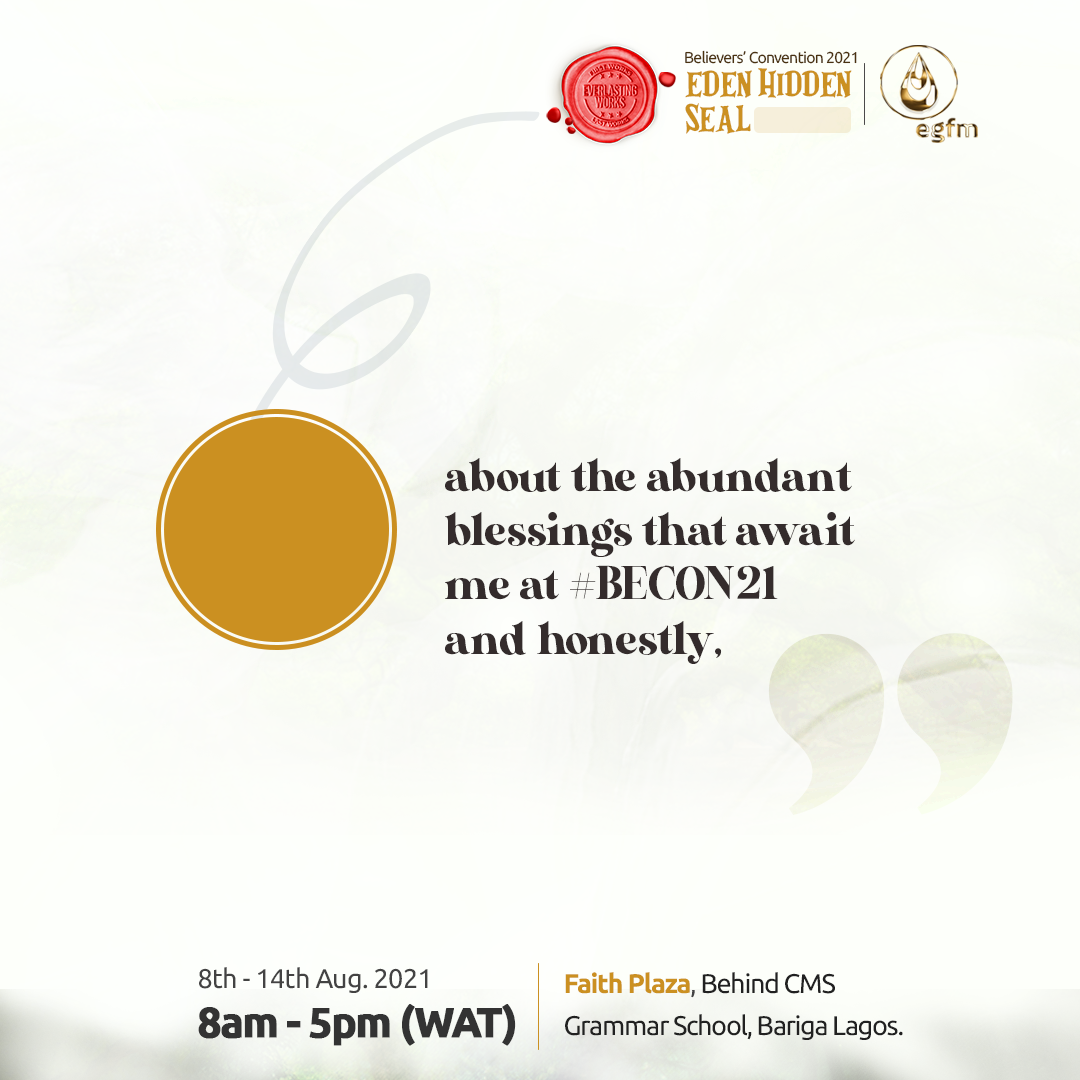 Believers' Convention 2021
EDEN HIDDEN
SEAL
EVERLASTING
WORKS
egfm
about the abundant
blessings that await
me at #BECON21
and honestly,
8th - 14th Aug. 2021
8am - 5pm (WAT)
Faith Plaza, Behind CMS
Grammar School, Bariga Lagos.